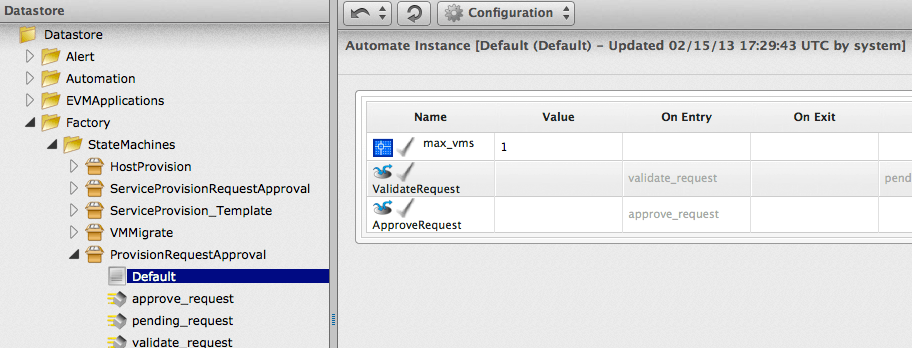 Datastore
Datastore
Alert
Automation
EVMApplications
Factory
StateMachines
HostProvision
ServiceProvisionRequestApproval
ServiceProvision_Template
VMMigrate
ProvisionRequestApproval
Default
approve_request
pending_request
validate_request
Configuration
Automate Instance [Default (Default) – Updated 02/15/13 17:29:43 UTC by system]
Name Value On Entry On Exit
max_vms 1
ValidateRequest validate_request pend
ApproveRequest approve_request